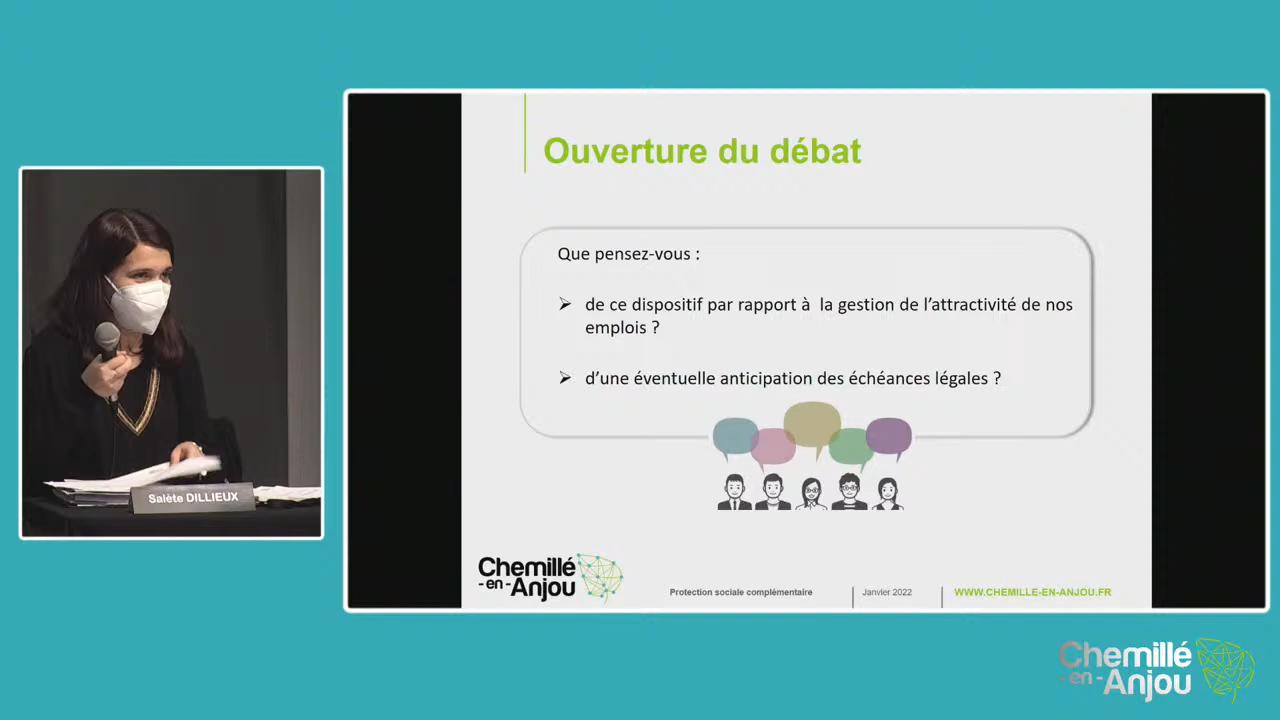 Ouverture du débat
Que pensez-vous :
de ce dispositif par rapport à la gestion de l'attractivité de nos
emplois ?
d'une éventuelle anticipation des échéances légales ?
Salète DILLIEUX
Chemillé
-en-Anjou
Protection sociale complémentaire
Janvier 2022
WWW.CHEMILLE-EN-ANJOU.FR
Chemillé
-en-Anjou